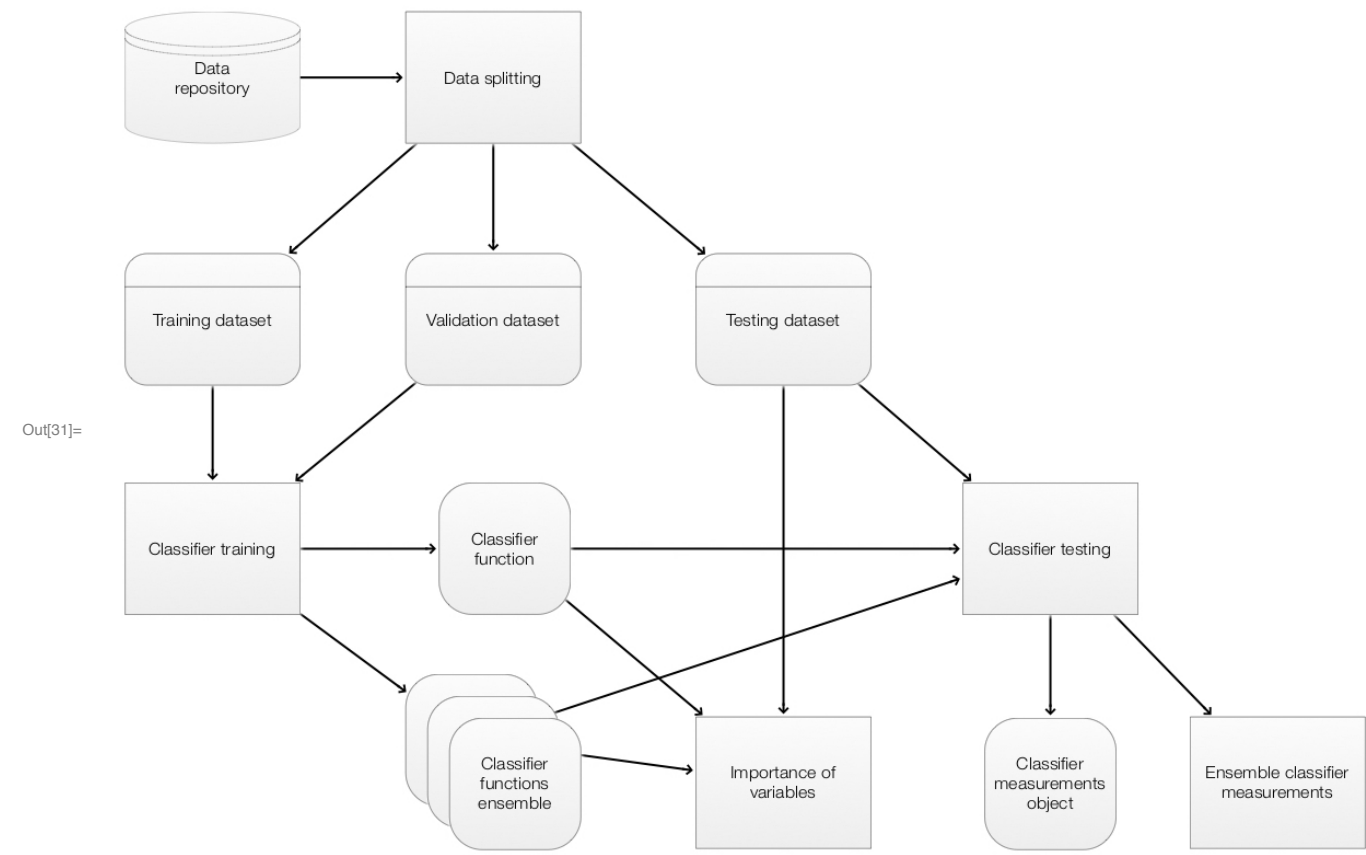 Data
repository
Data splitting
Training dataset
Validation dataset
Testing dataset
Out[31]=
Classifier training
Classifier
function
Classifier testing
Classifier
functions
ensemble
Importance of
variables
Classifier
measurements
object
Ensemble classifier
measurements